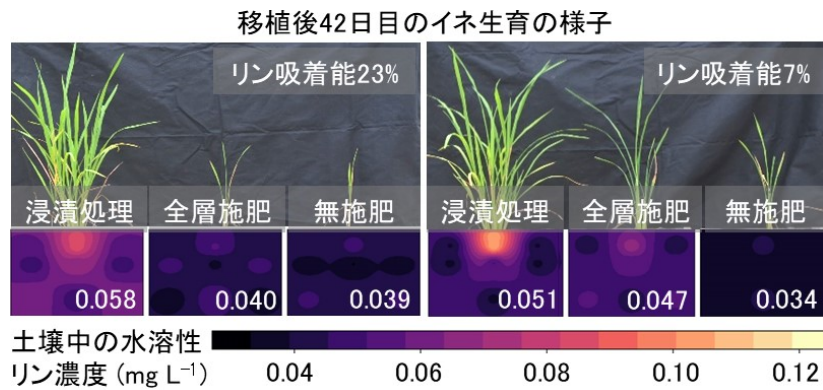 移植後42日目のイネ生育の様子
リン吸着能23%
リン吸着能7%
浸漬処理 全層施肥 無施肥
浸漬処理 全層施肥 無施肥
0.058 0.040 0.039
0.051 0.047 0.034
土壌中の水溶性
リン濃度 (mg L⁻¹)
0.04 0.06 0.08 0.10 0.12